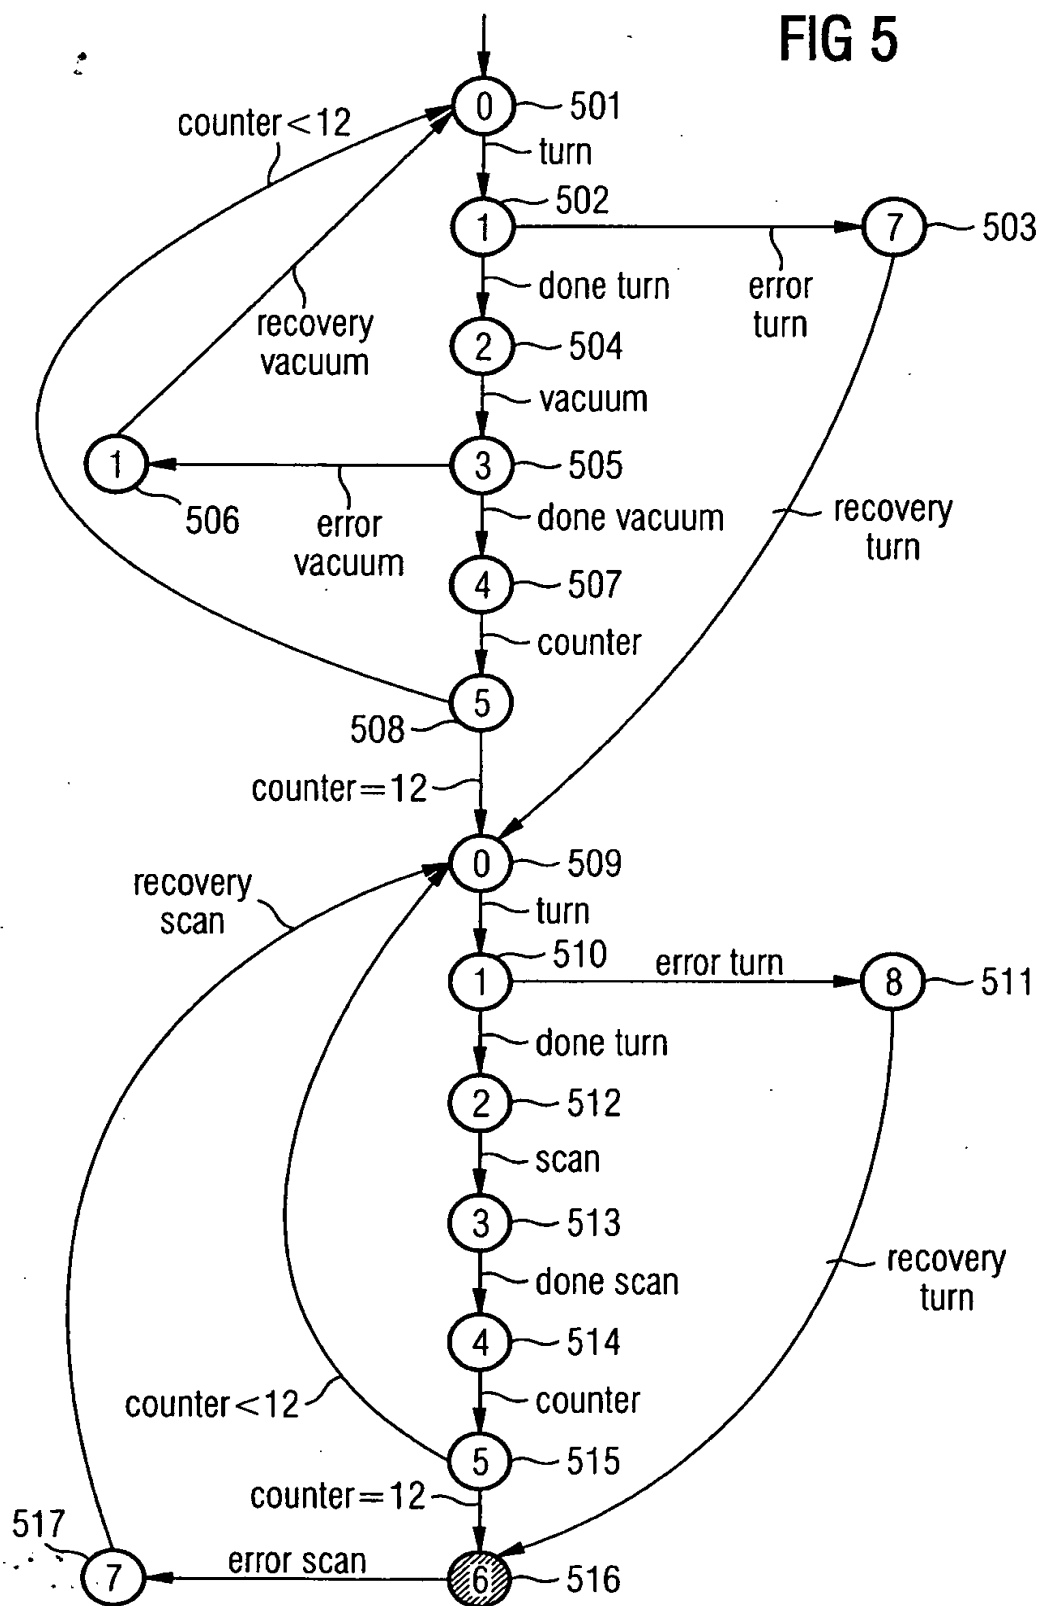 FIG 5
0 501
counter<12
turn
502
1 7 503
done turn
error
turn
recovery
vacuum
2 504
vacuum
1 3 505
506
error
vacuum
done vacuum
recovery
turn
4 507
counter
5
508
counter=12
0 509
recovery
scan
turn
510
error turn
1 8 511
done turn
2 512
scan
3 513
recovery
turn
done scan
4 514
counter<12
counter
5 515
counter=12
517
error scan
7 6 516